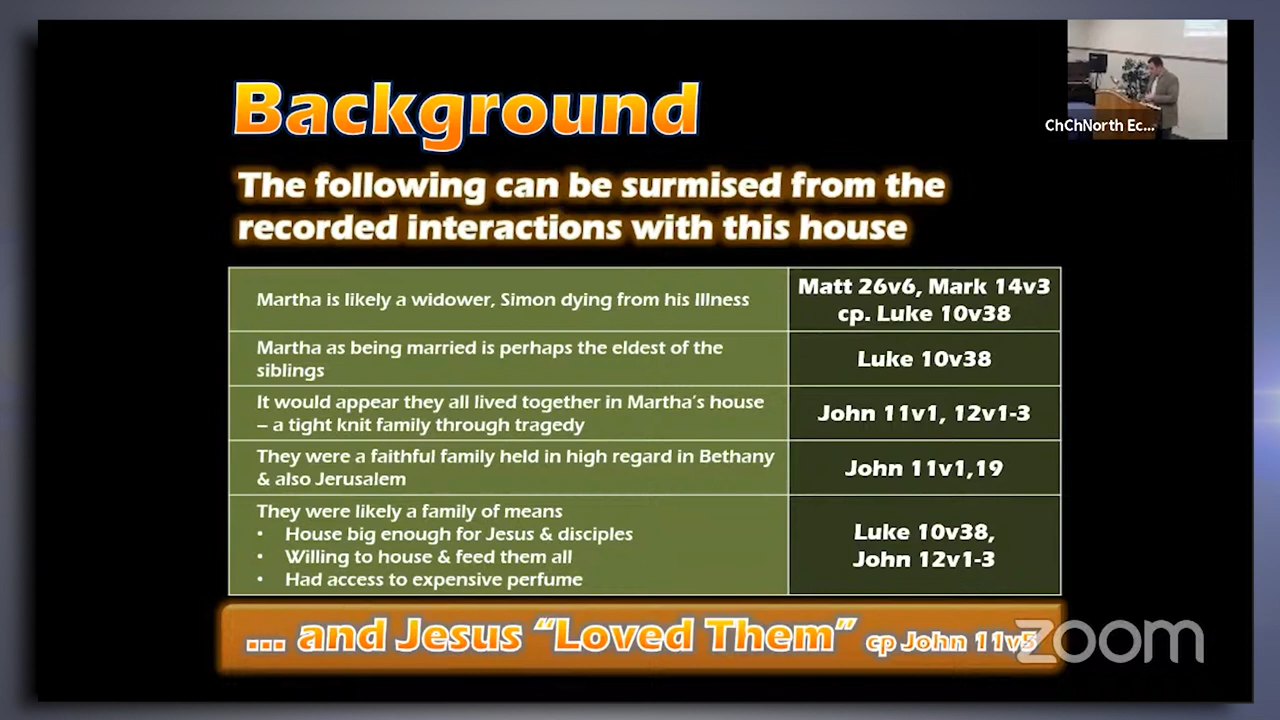 Background
The following can be surmised from the
recorded interactions with this house
Martha is likely a widower, Simon dying from his Illness
Matt 26v6, Mark 14v3
cp. Luke 10v38
Martha as being married is perhaps the eldest of the
siblings
Luke 10v38
It would appear they all lived together in Martha's house
– a tight knit family through tragedy
John 11v1, 12v1-3
They were a faithful family held in high regard in Bethany
& also Jerusalem
John 11v1,19
They were likely a family of means
• House big enough for Jesus & disciples
• Willing to house & feed them all
• Had access to expensive perfume
Luke 10v38,
John 12v1-3
... and Jesus “Loved Them” cp John 11v5
zoom
ChChNorth Ec...